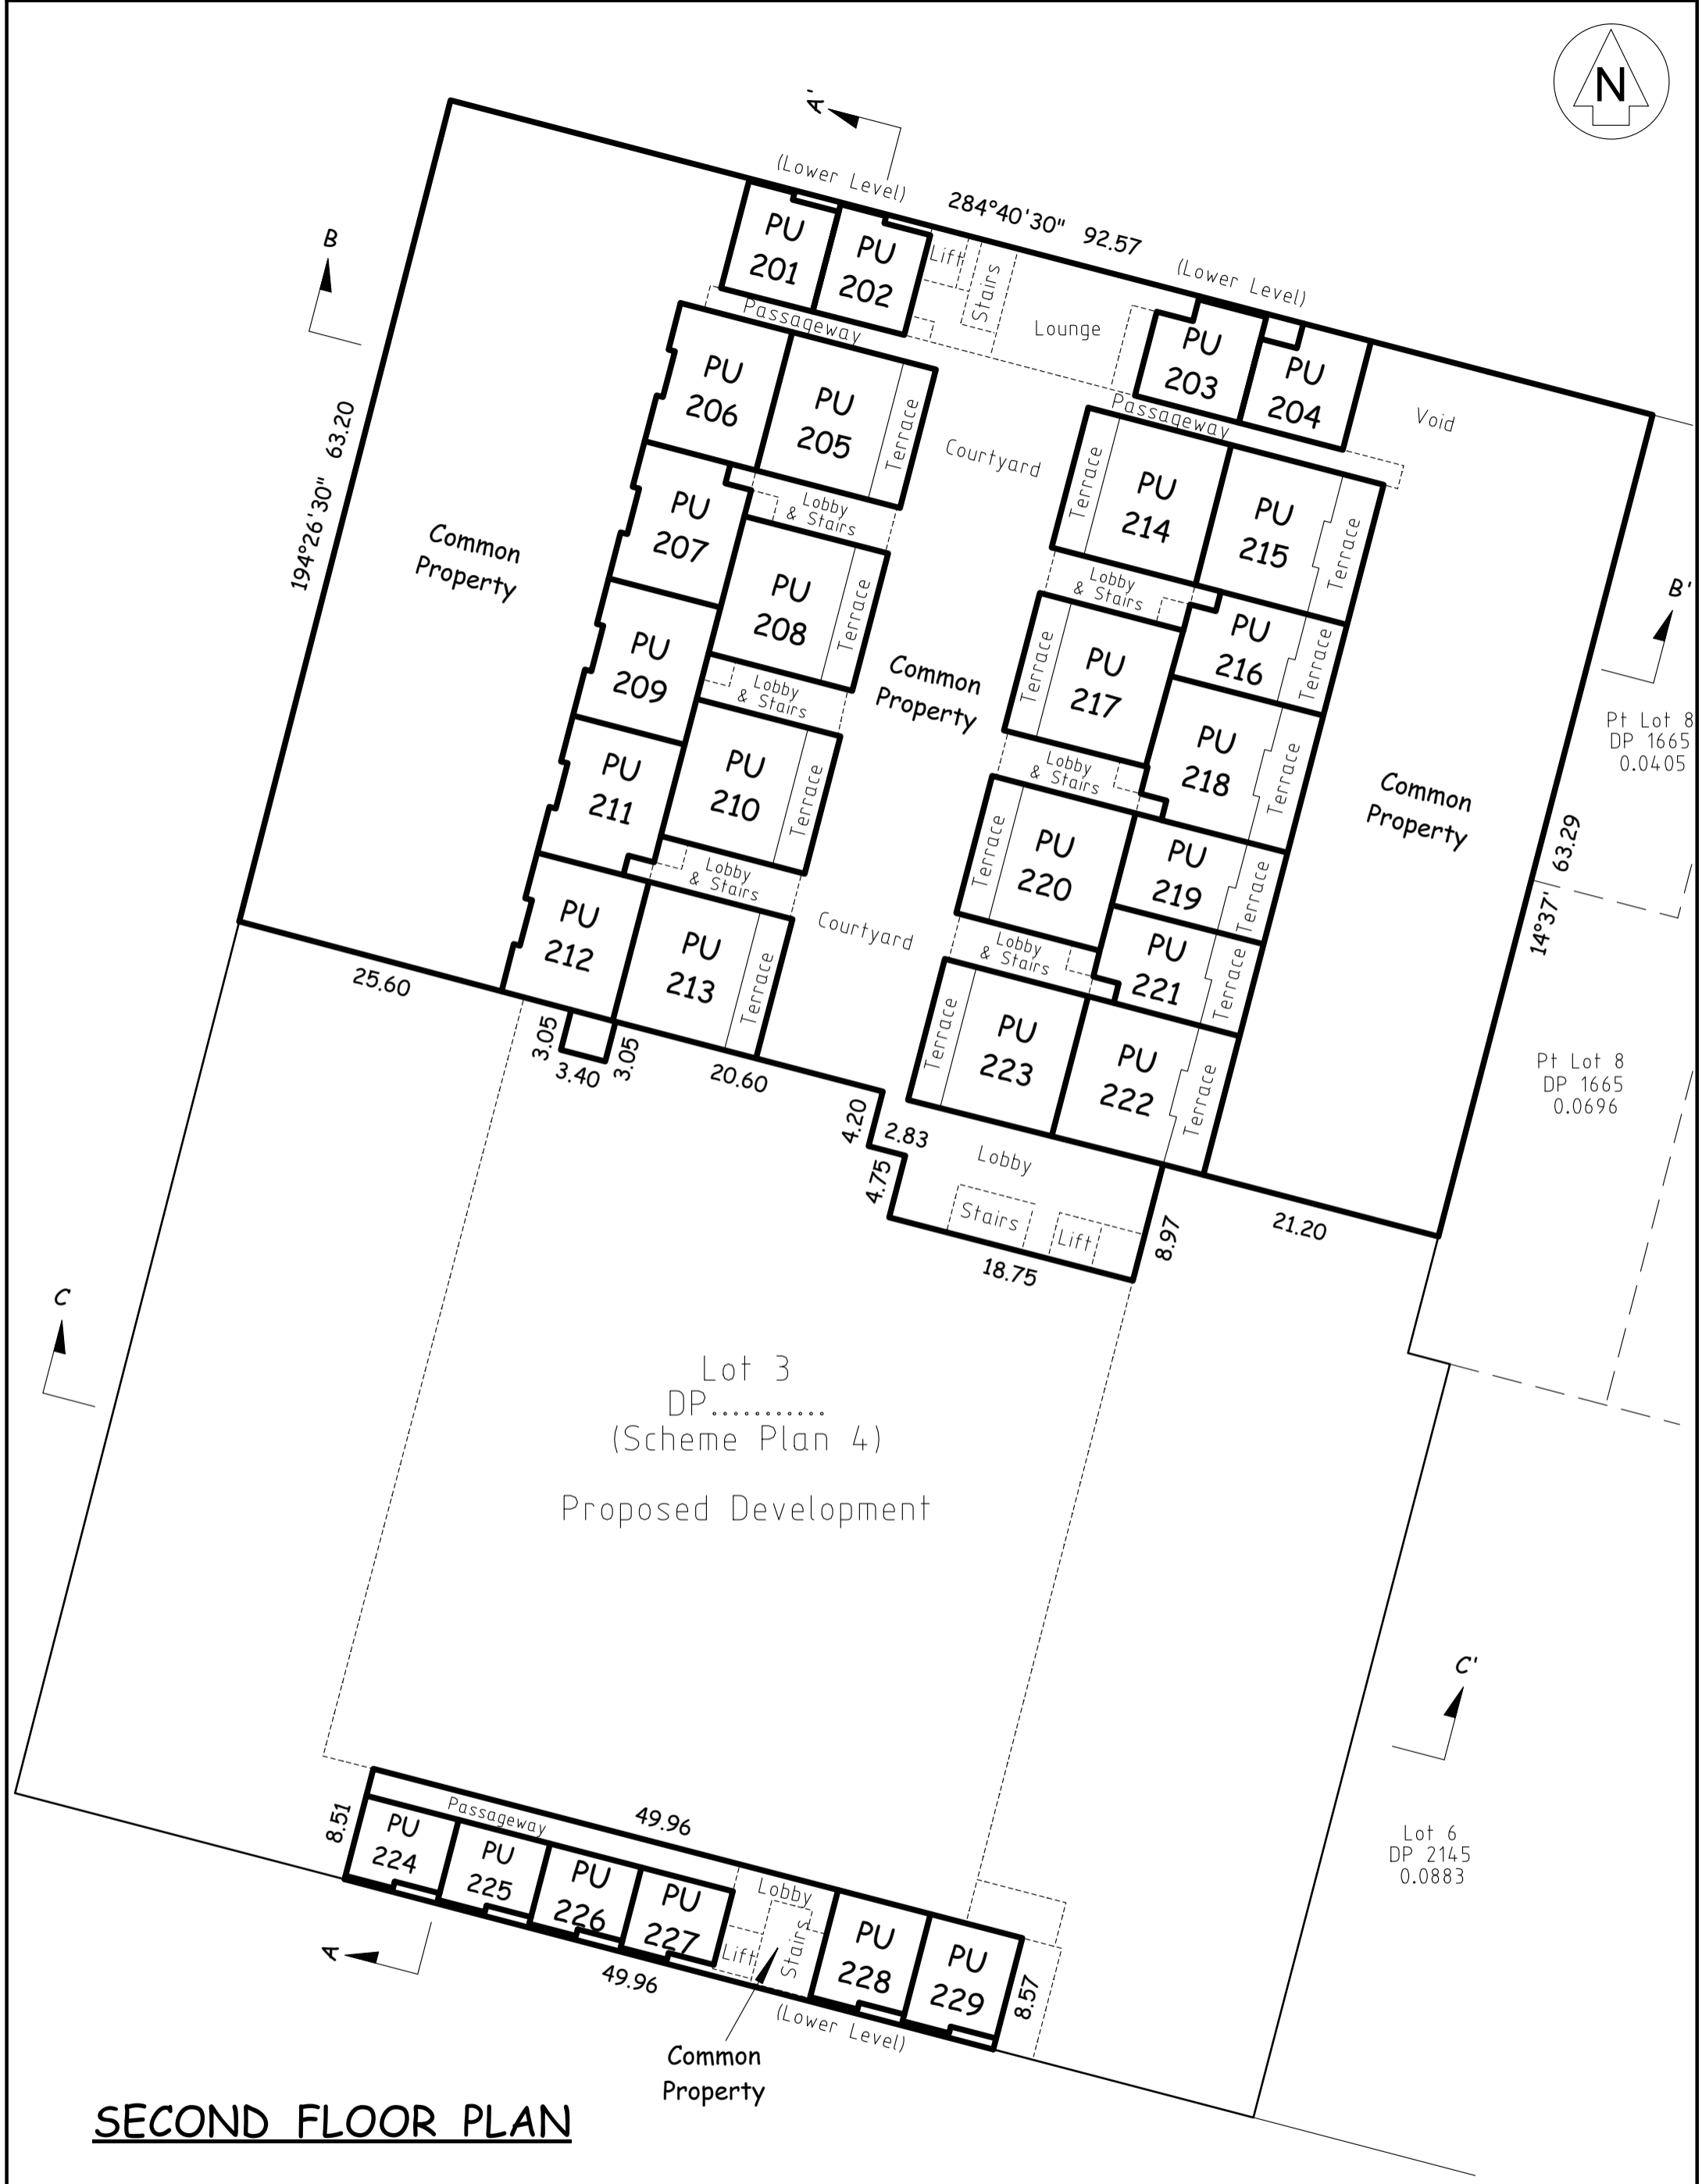 N
A'
(Lower Level)
284°40'30" 92.57
(Lower Level)
B
PU
201
PU
202
Lift
Stairs
Lounge
PU
203
PU
204
Void
Passageway
Passageway
PU
206
PU
205
Terrace
Courtyard
Terrace
PU
214
PU
215
Terrace
194°26'30" 63.20
Common
Property
PU
207
Lobby
& Stairs
PU
208
Terrace
Lobby
& Stairs
PU
216
Terrace
B'
PU
209
Lobby
& Stairs
Common
Property
Terrace
PU
217
PU
218
Terrace
Pt Lot 8
DP 1665
0.0405
PU
211
PU
210
Terrace
Lobby
& Stairs
Common
Property
63.29
14°37'
Lobby
& Stairs
Terrace
PU
220
PU
219
Terrace
PU
212
PU
213
Terrace
Courtyard
Lobby
& Stairs
PU
221
Terrace
25.60
3.05
3.40
3.05
20.60
Terrace
PU
223
PU
222
Terrace
Pt Lot 8
DP 1665
0.0696
4.20
2.83
4.75
Lobby
Stairs
Lift
8.97
21.20
18.75
C
Lot 3
DP...........
(Scheme Plan 4)
Proposed Development
C'
8.51
Passageway
49.96
PU
224
PU
225
PU
226
PU
227
Lobby
Lift
Stairs
PU
228
PU
229
8.57
Lot 6
DP 2145
0.0883
A
49.96
(Lower Level)
Common
Property
SECOND FLOOR PLAN